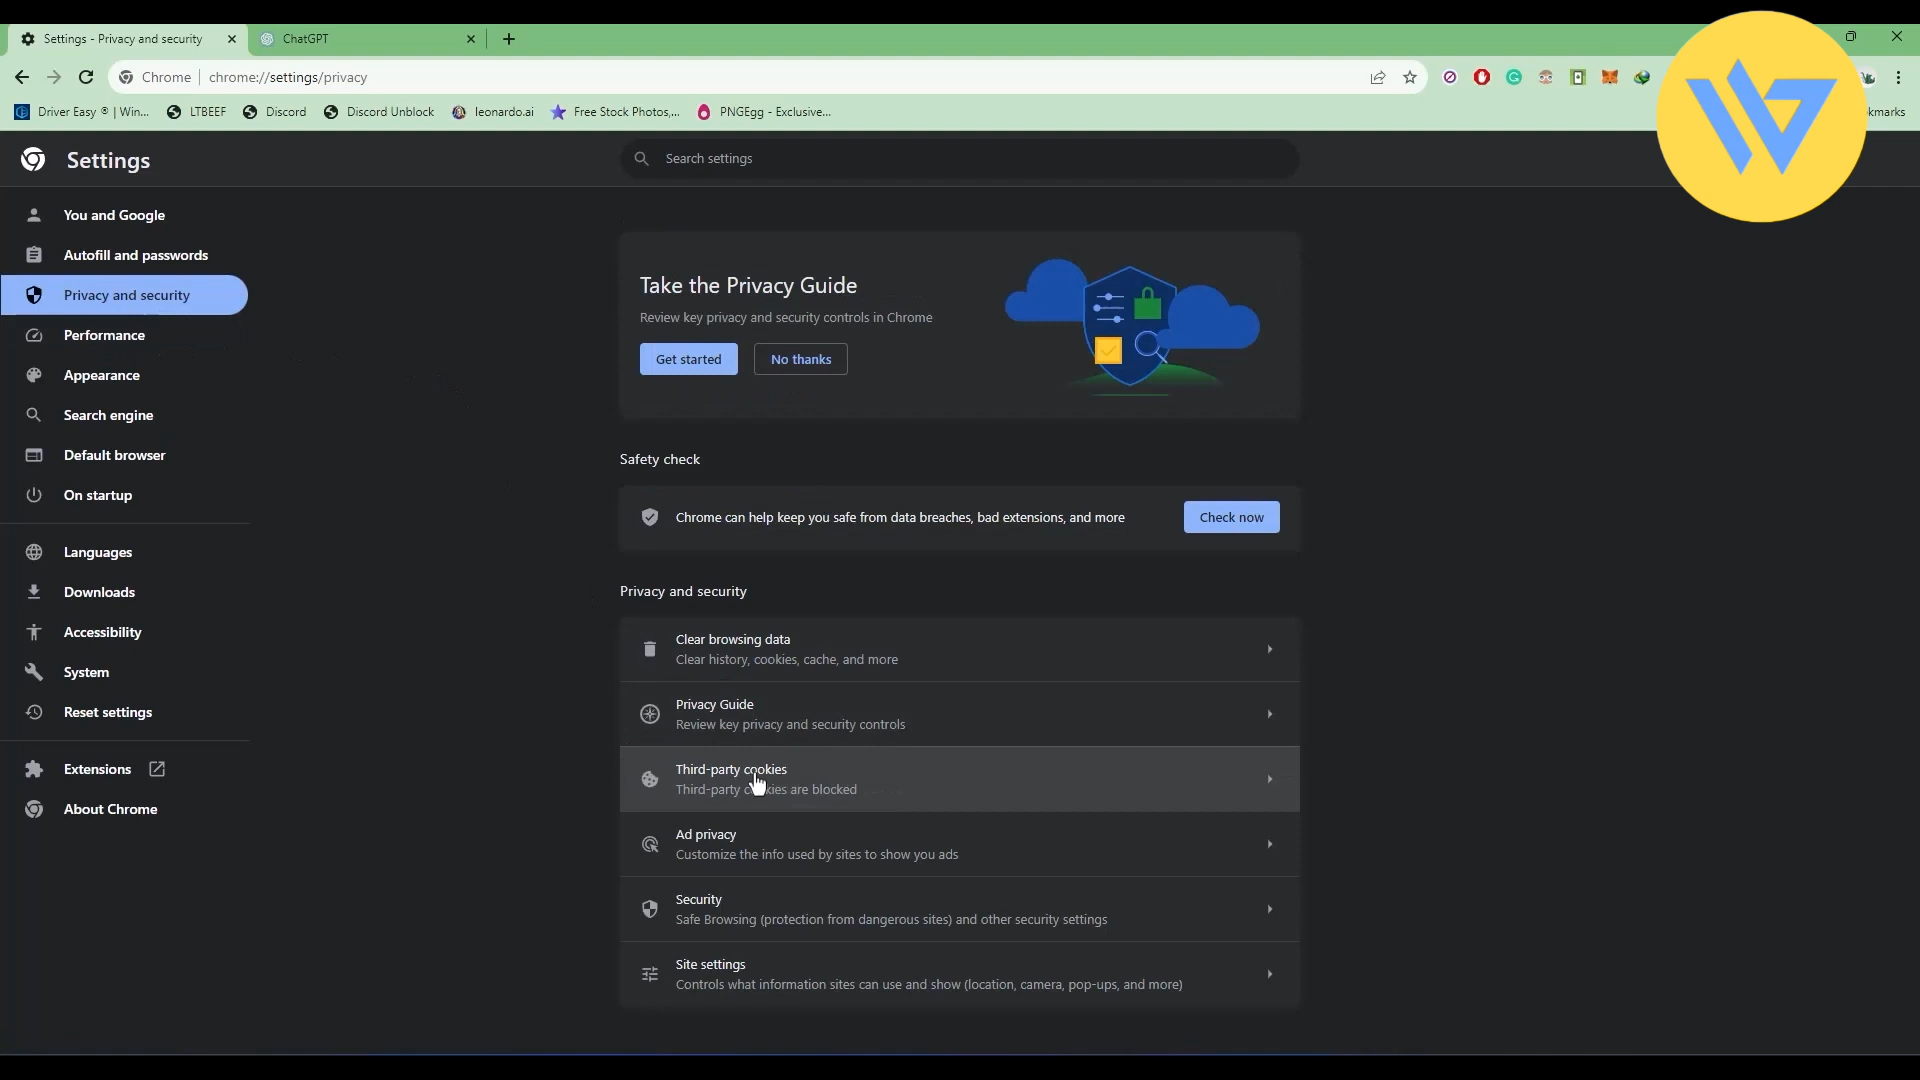 Settings - Privacy and security
ChatGPT
Chrome
chrome://settings/privacy
Driver Easy ® | Win...
LTBEEF
Discord
Discord Unblock
leonardo.ai
Free Stock Photos,...
PNGEgg - Exclusive...
kmarks
Settings
Search settings
You and Google
Autofill and passwords
Privacy and security
Performance
Appearance
Search engine
Default browser
On startup
Languages
Downloads
Accessibility
System
Reset settings
Extensions
About Chrome
Take the Privacy Guide
Review key privacy and security controls in Chrome
Get started
No thanks
Safety check
Chrome can help keep you safe from data breaches, bad extensions, and more
Check now
Privacy and security
Clear browsing data
Clear history, cookies, cache, and more
Privacy Guide
Review key privacy and security controls
Third-party cookies
Third-party cookies are blocked
Ad privacy
Customize the info used by sites to show you ads
Security
Safe Browsing (protection from dangerous sites) and other security settings
Site settings
Controls what information sites can use and show (location, camera, pop-ups, and more)